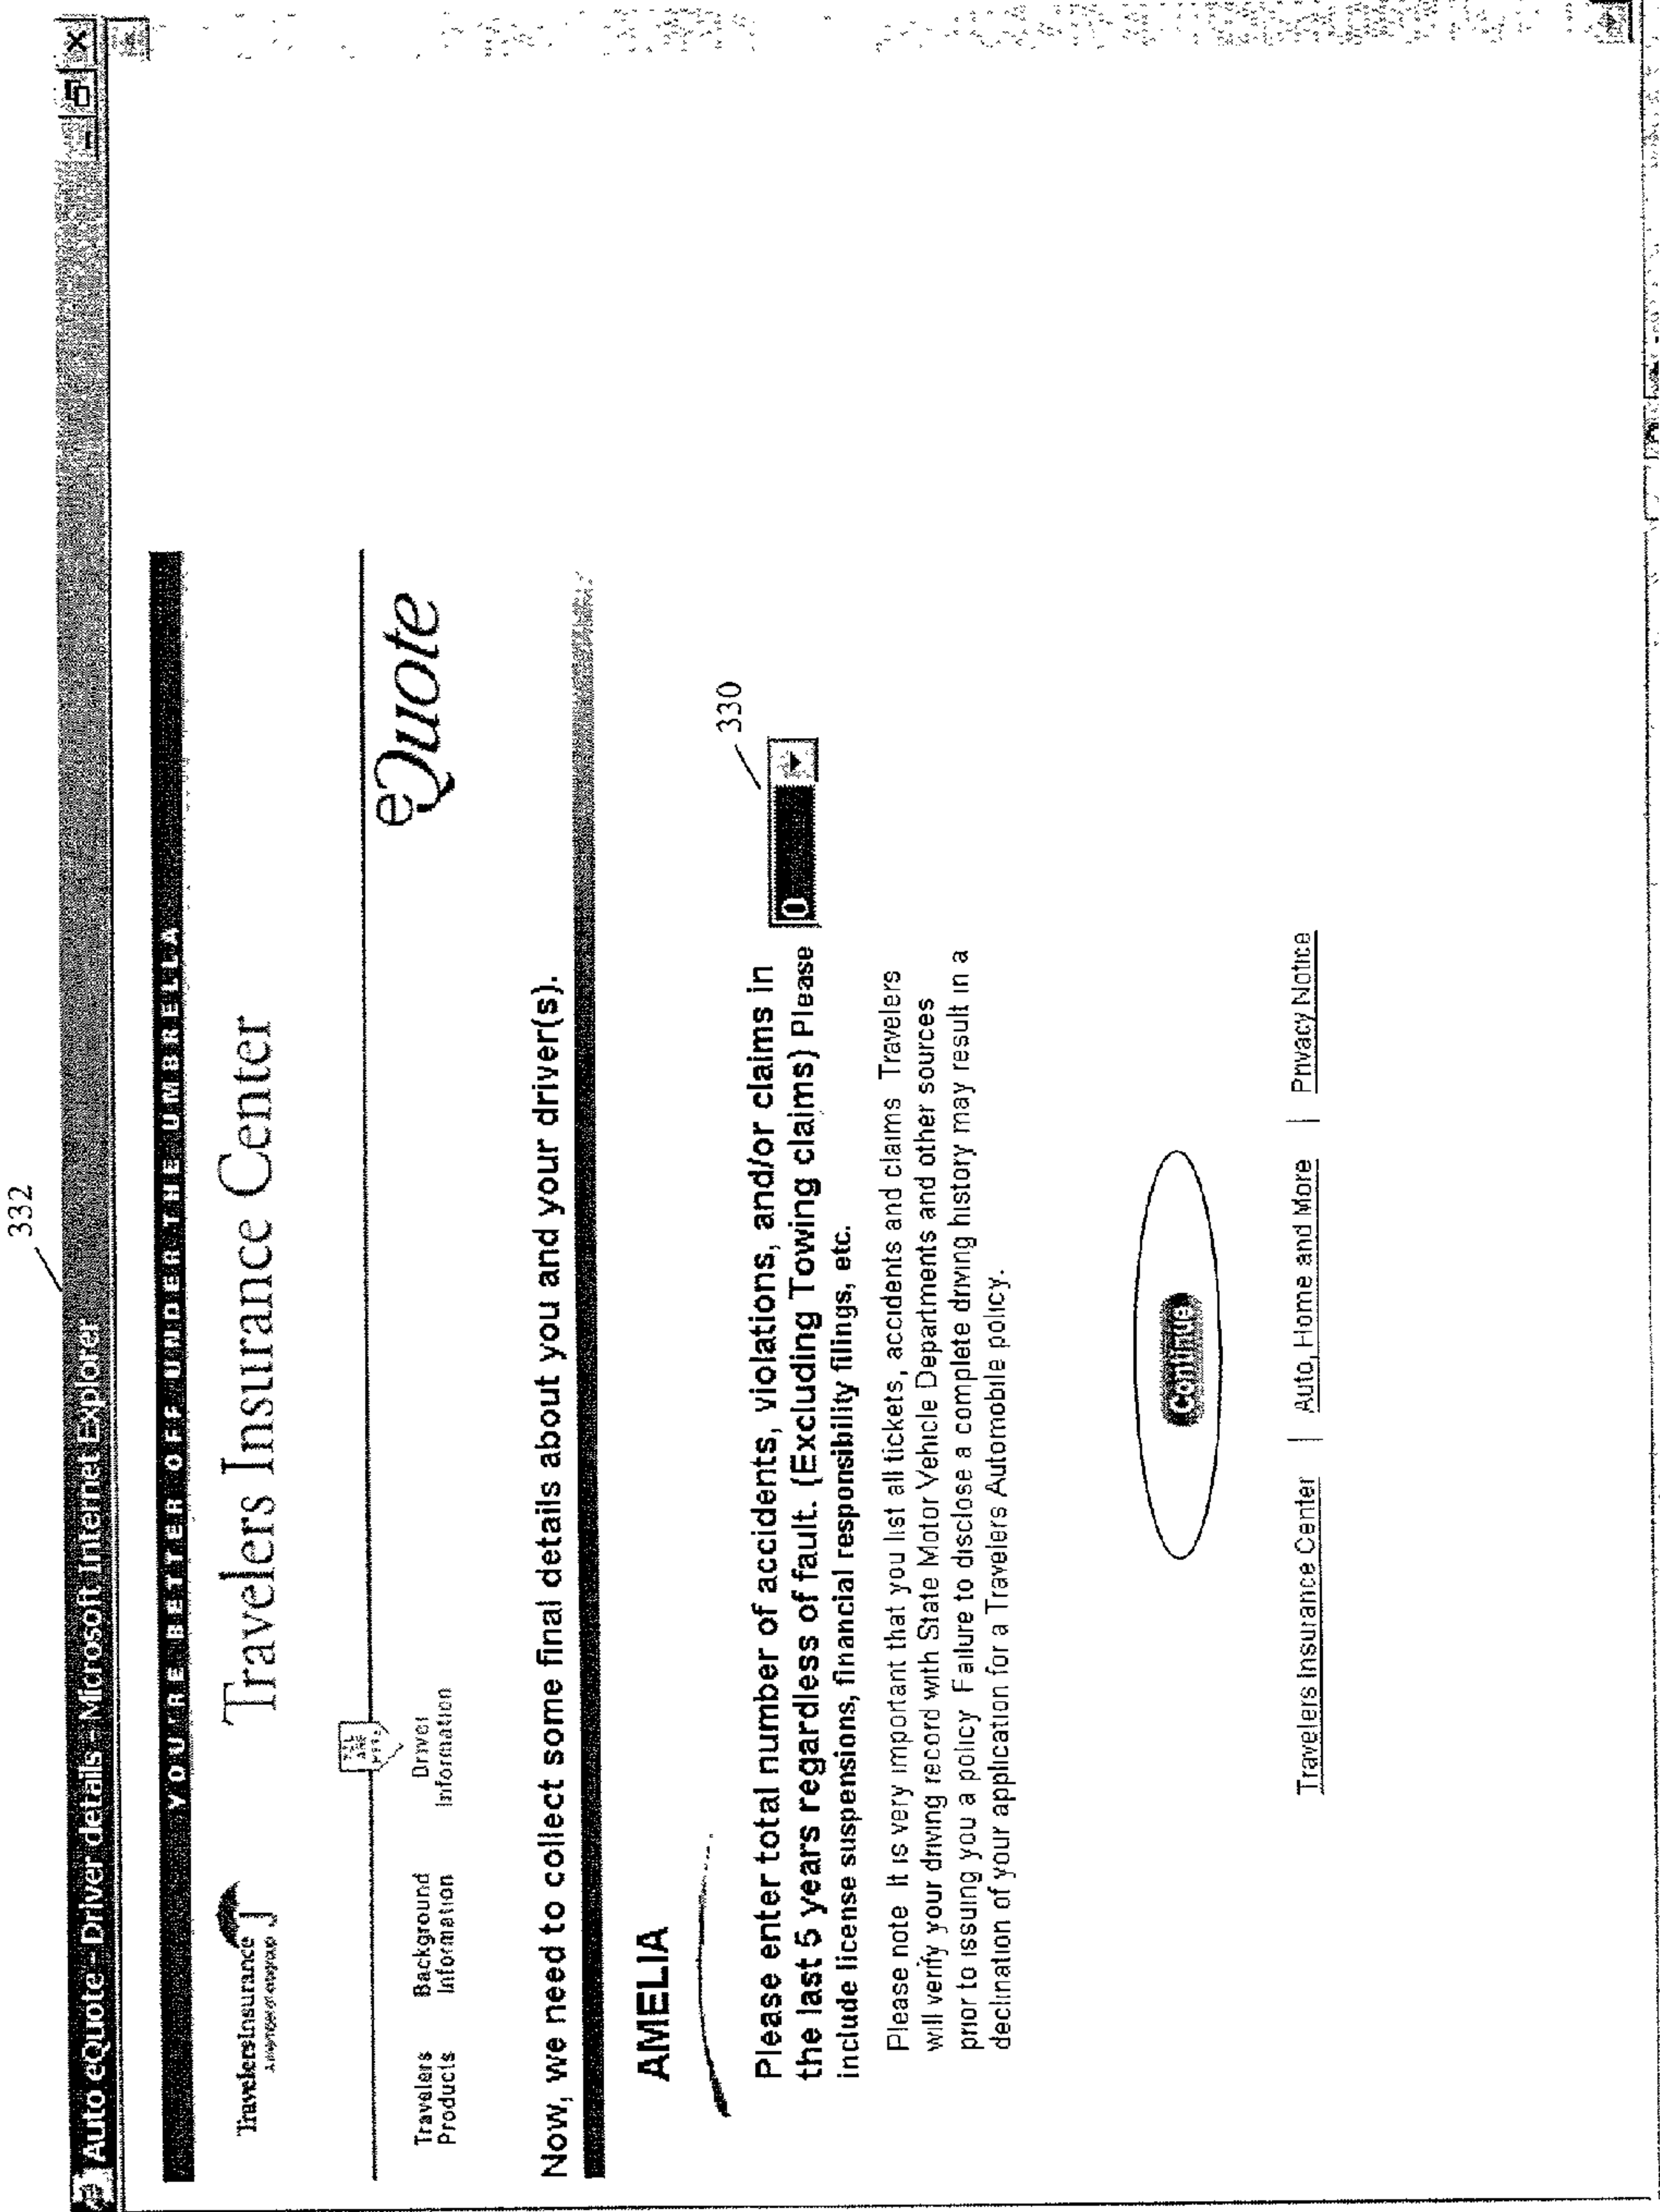 332
Auto eQuote - Driver details - Microsoft Internet Explorer
YOU'RE BETTER OFF UNDER THE UMBRELLA
TravelersInsurance
Travelers Insurance Center
Travelers
Products
Background
Information
Driver
Information
eQuote
Now, we need to collect some final details about you and your driver(s).
AMELIA
330
Please enter total number of accidents, violations, and/or claims in
the last 5 years regardless of fault. (Excluding Towing claims) Please
include license suspensions, financial responsibility filings, etc.
0
Please note It is very important that you list all tickets, accidents and claims Travelers
will verify your driving record with State Motor Vehicle Departments and other sources
prior to issuing you a policy Failure to disclose a complete driving history may result in a
declination of your application for a Travelers Automobile policy.
Continue
Travelers Insurance Center | Auto, Home and More | Privacy Notice